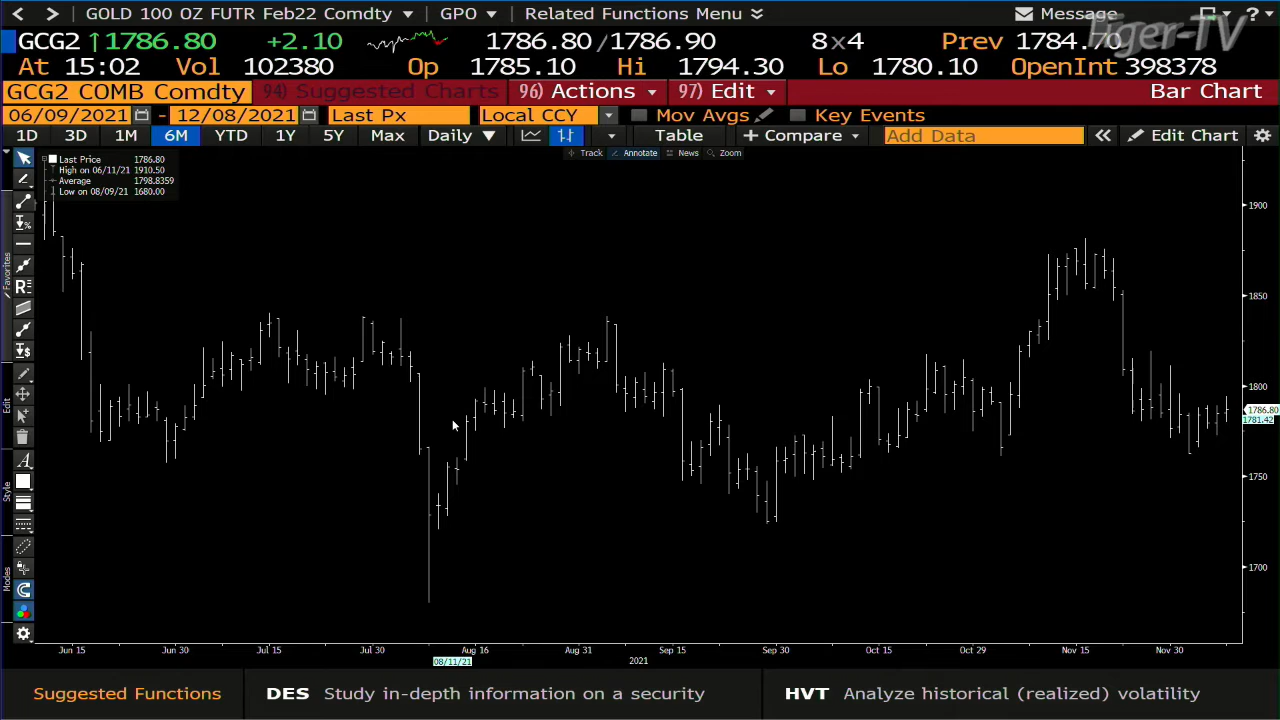 GOLD 100 OZ FUTR Feb22 Comdty GPO Related Functions Menu Message ?
GCG2 ↑1786.80 +2.10 1786.80/1786.90 8x4 Prev 1784.70
At 15:02 Vol 102380 Op 1785.10 Hi 1794.30 Lo 1780.10 OpenInt 398378
GCG2 COMB Comdty 94) Suggested Charts 96) Actions 97) Edit Bar Chart
06/09/2021 - 12/08/2021 Last Px Local CCY Mov Avgs Key Events
1D 3D 1M 6M YTD 1Y 5Y Max Daily Table + Compare Add Data Edit Chart
Track Annotate News Zoom
Last Price 1786.80
High on 06/11/21 1910.50
Average 1798.8359
Low on 08/09/21 1680.00
Favorites
Edit
Style
Modes
1900
1850
1800
1786.80
1781.42
1750
1700
Jun 15 Jun 30 Jul 15 Jul 30 Aug 16 Aug 31 Sep 15 Sep 30 Oct 15 Oct 29 Nov 15 Nov 30
08/11/21 2021
Suggested Functions DES Study in-depth information on a security HVT Analyze historical (realized) volatility